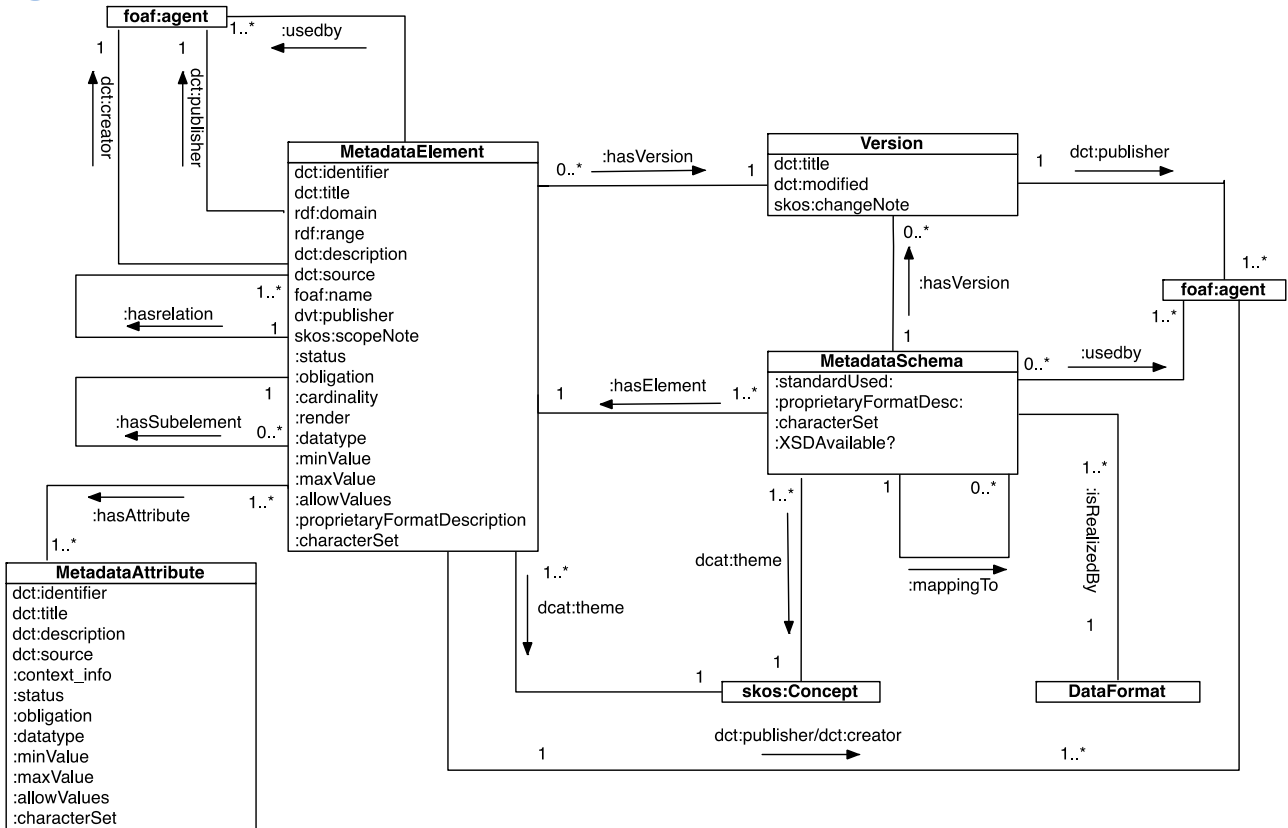 foaf:agent
1..*
:usedby
1
1
dct:creator
dct:publisher
MetadataElement
dct:identifier
dct:title
rdf:domain
rdf:range
dct:description
dct:source
foaf:name
dvt:publisher
skos:scopeNote
:status
:obligation
:cardinality
:render
:datatype
:minValue
:maxValue
:allowValues
:proprietaryFormatDescription
:characterSet
0..*
:hasVersion
1
Version
dct:title
dct:modified
skos:changeNote
1
dct:publisher
1..*
foaf:agent
0..*
:hasVersion
1
1..*
:hasrelation
1
1
:hasSubelement
0..*
1
:hasElement
1..*
MetadataSchema
:standardUsed:
:proprietaryFormatDesc:
:characterSet
:XSDAvailable?
0..*
:usedby
1..*
1..*
:hasAttribute
1..*
MetadataAttribute
dct:identifier
dct:title
dct:description
dct:source
:context_info
:status
:obligation
:datatype
:minValue
:maxValue
:allowValues
:characterSet
1..*
dcat:theme
1
1..*
dcat:theme
1
skos:Concept
1
0..*
:mappingTo
1..*
:isRealizedBy
1
DataFormat
dct:publisher/dct:creator
1
1..*